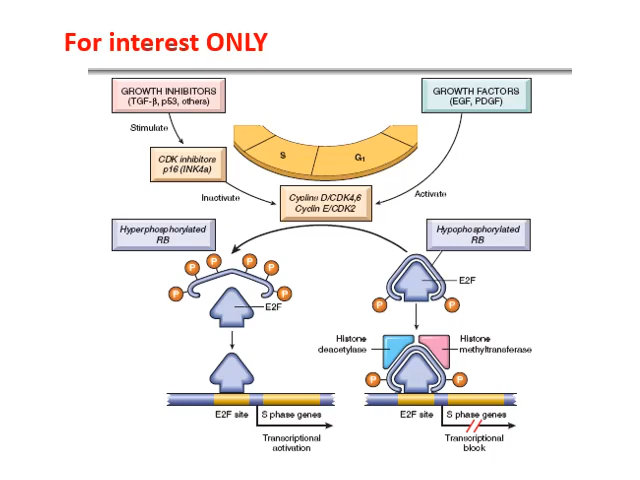 For interest ONLY
GROWTH INHIBITORS
(TGF-β, p53, others)
GROWTH FACTORS
(EGF, PDGF)
Stimulate
CDK inhibitors
p16 (INK4a)
S
G1
Inactivate
Activate
Cyclins D/CDK4,6
Cyclin E/CDK2
Hyperphosphorylated
RB
Hypophosphorylated
RB
P
P
P
P
P
P
E2F
E2F
P
P
Histone
deacetylase
Histone
methyltransferase
P
P
E2F site
S phase genes
E2F site
S phase genes
Transcriptional
activation
Transcriptional
block